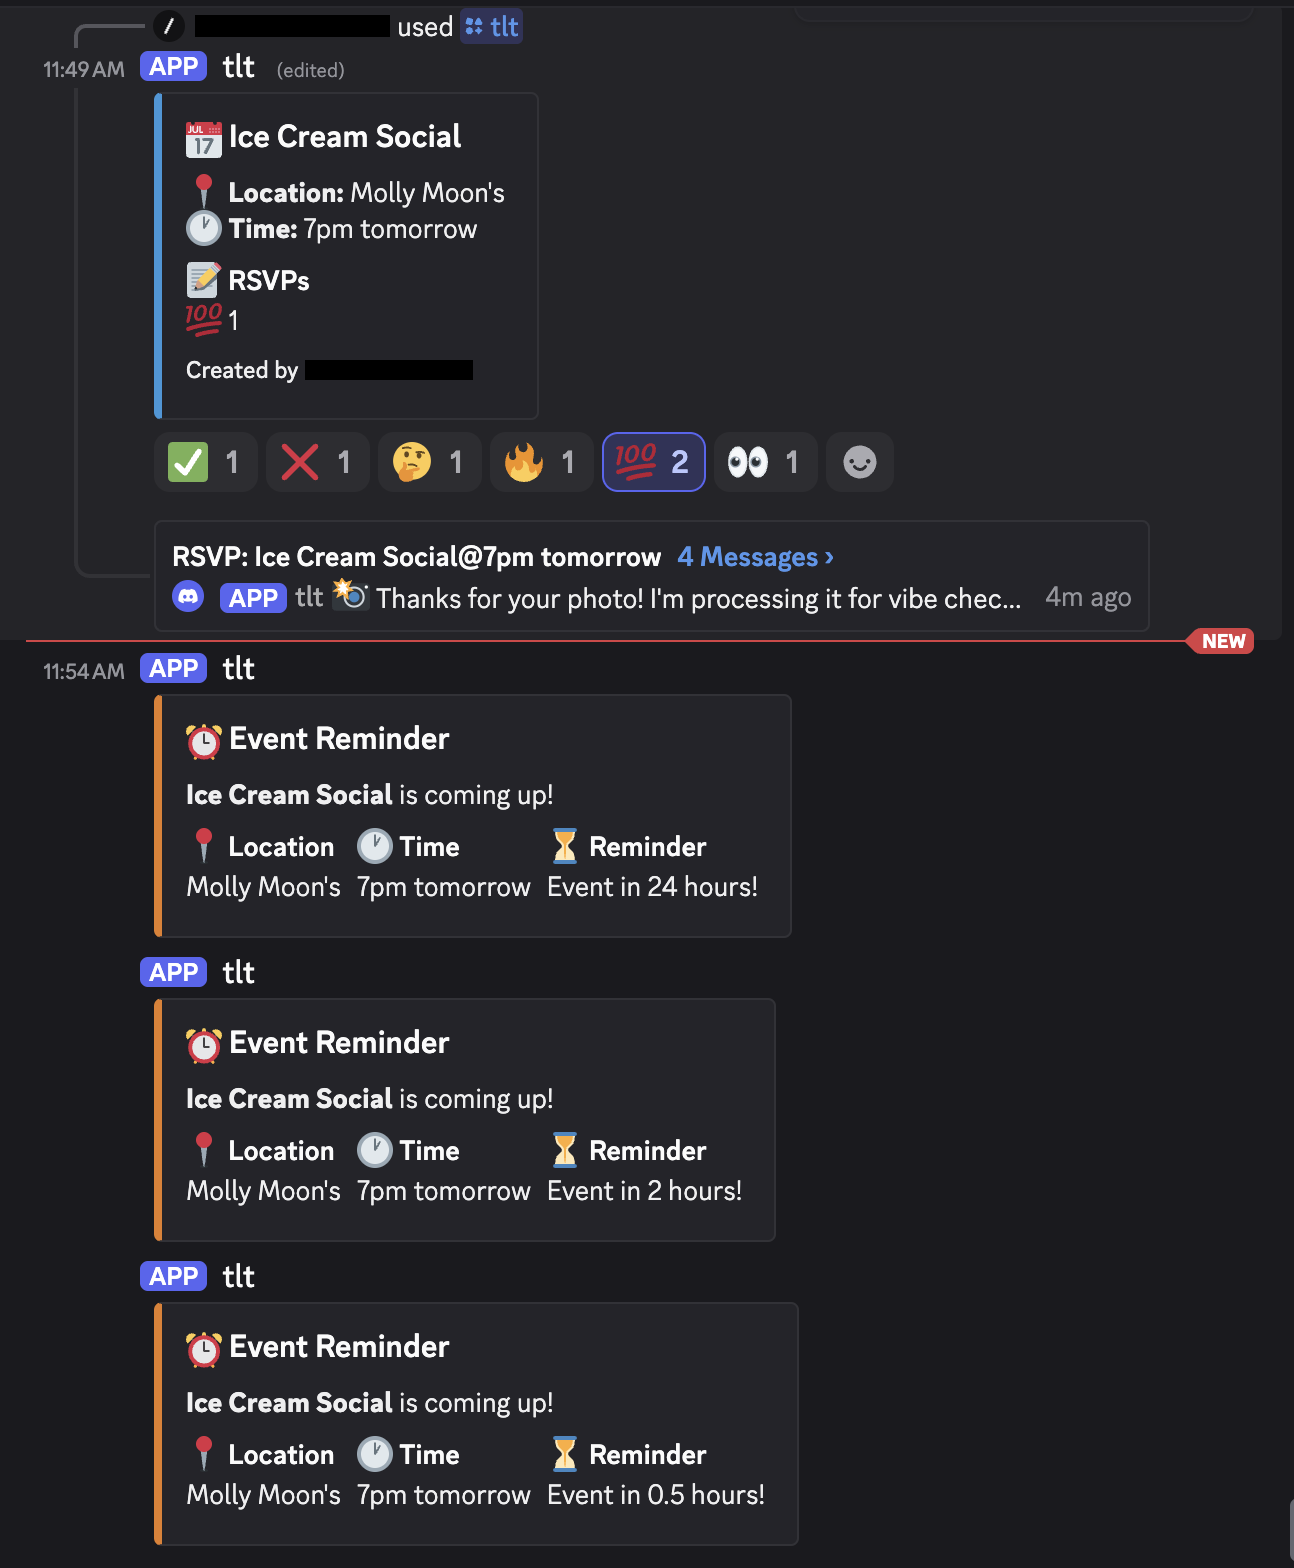 used tlt
11:49 AM APP tlt (edited)
JUL 17 Ice Cream Social
Location: Molly Moon's
Time: 7pm tomorrow
RSVPs
100 1
Created by
1 1 1 1 100 2 1
RSVP: Ice Cream Social@7pm tomorrow 4 Messages ›
APP tlt Thanks for your photo! I'm processing it for vibe chec... 4m ago
NEW
11:54 AM APP tlt
Event Reminder
Ice Cream Social is coming up!
Location Time Reminder
Molly Moon's 7pm tomorrow Event in 24 hours!
APP tlt
Event Reminder
Ice Cream Social is coming up!
Location Time Reminder
Molly Moon's 7pm tomorrow Event in 2 hours!
APP tlt
Event Reminder
Ice Cream Social is coming up!
Location Time Reminder
Molly Moon's 7pm tomorrow Event in 0.5 hours!